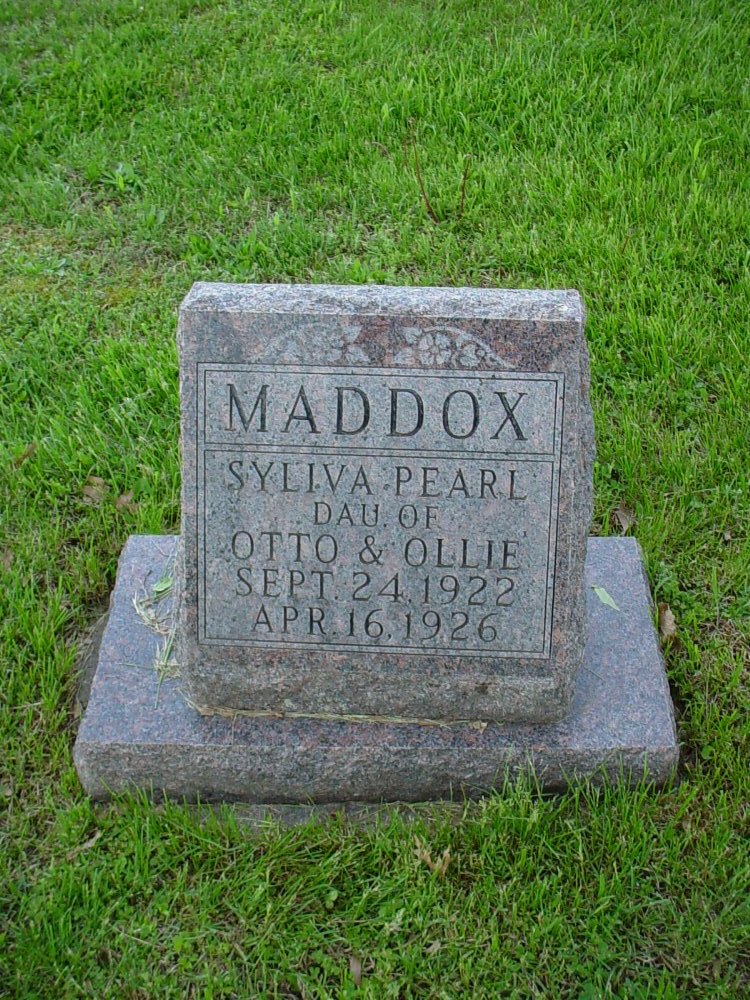 MADDOX
SYLIVA PEARL
DAU. OF
OTTO & OLLIE
SEPT. 24, 1922
APR. 16, 1926